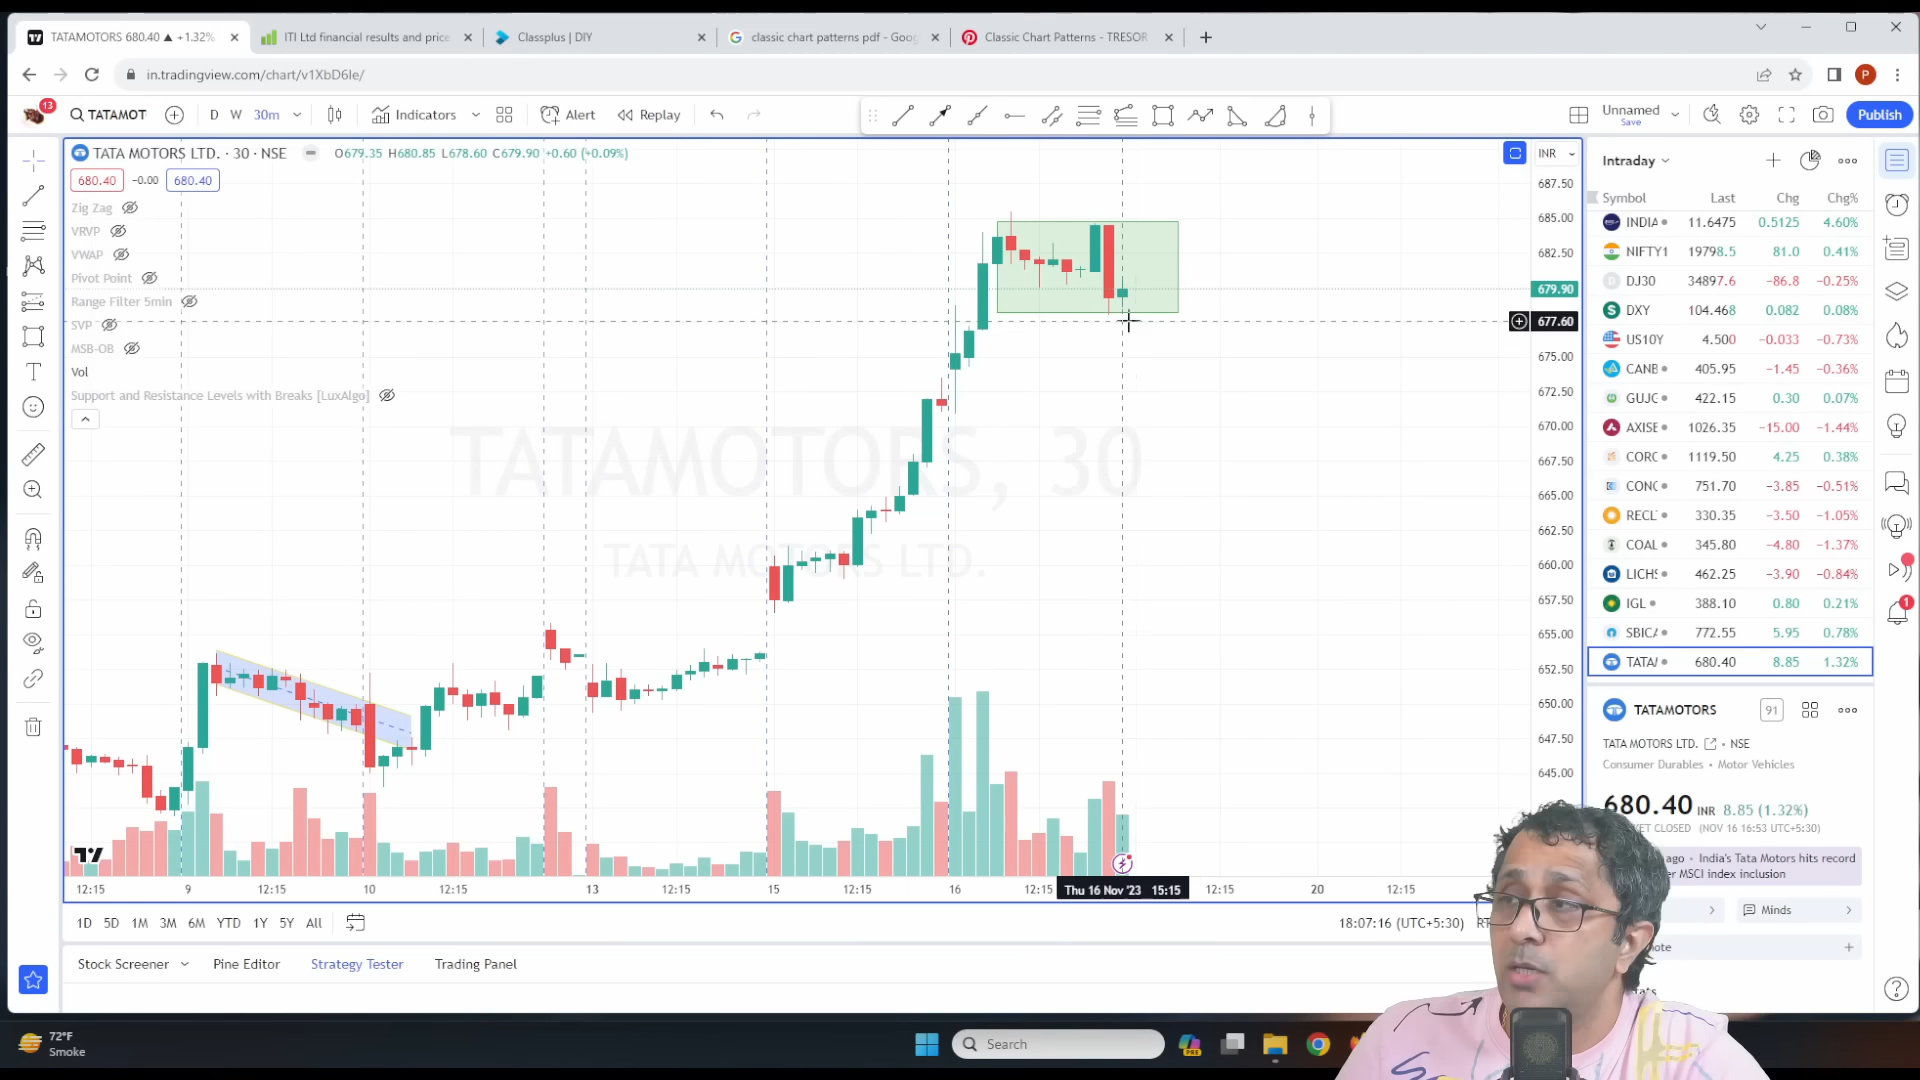 TATAMOTORS 680.40 ▲ +1.32%
ITI Ltd financial results and price
Classplus | DIY
classic chart patterns pdf - Goog
Classic Chart Patterns - TRESOR
in.tradingview.com/chart/v1XbD6Ie/
P
13
TATAMOT
D W 30m
Indicators
Alert
Replay
Unnamed
Save
Publish
TATA MOTORS LTD. · 30 · NSE
O679.35 H680.85 L678.60 C679.90 +0.60 (+0.09%)
680.40 -0.00 680.40
Zig Zag
VRVP
VWAP
Pivot Point
Range Filter 5min
SVP
MSB-OB
Vol
Support and Resistance Levels with Breaks [LuxAlgo]
TATAMOTORS, 30
TATA MOTORS LTD.
INR
687.50
685.00
682.50
679.90
677.60
675.00
672.50
670.00
667.50
665.00
662.50
660.00
657.50
655.00
652.50
650.00
647.50
645.00
12:15 9 12:15 10 12:15 13 12:15 15 12:15 16 12:15 Thu 16 Nov '23 15:15 12:15 20 12:15
1D 5D 1M 3M 6M YTD 1Y 5Y All
18:07:16 (UTC+5:30)
Stock Screener
Pine Editor
Strategy Tester
Trading Panel
Intraday
Symbol Last Chg Chg%
INDIA 11.6475 0.5125 4.60%
NIFTY1 19798.5 81.0 0.41%
DJ30 34897.6 -86.8 -0.25%
DXY 104.468 0.082 0.08%
US10Y 4.500 -0.033 -0.73%
CANB 405.95 -1.45 -0.36%
GUJC 422.15 0.30 0.07%
AXISE 1026.35 -15.00 -1.44%
CORC 1119.50 4.25 0.38%
CONC 751.70 -3.85 -0.51%
RECL 330.35 -3.50 -1.05%
COAL 345.80 -4.80 -1.37%
LICHS 462.25 -3.90 -0.84%
IGL 388.10 0.80 0.21%
SBICA 772.55 5.95 0.78%
TATA 680.40 8.85 1.32%
TATAMOTORS
91
TATA MOTORS LTD. • NSE
Consumer Durables • Motor Vehicles
680.40 INR 8.85 (1.32%)
CLOSED (NOV 16 16:53 UTC+5:30)
ago • India's Tata Motors hits record
MSCI index inclusion
Minds
1
72°F
Smoke
Search
PRE